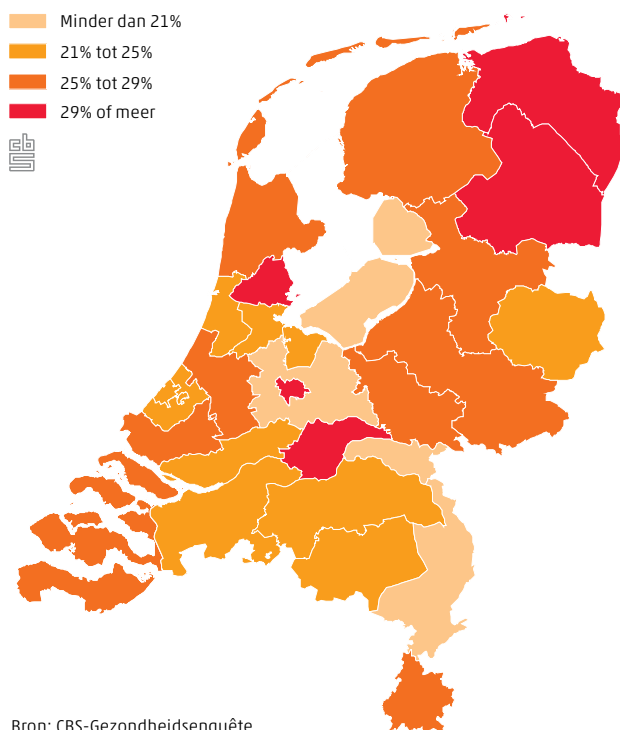 Minder dan 21%
21% tot 25%
25% tot 29%
29% of meer
Bron: CBS-Gezondheidsenquête